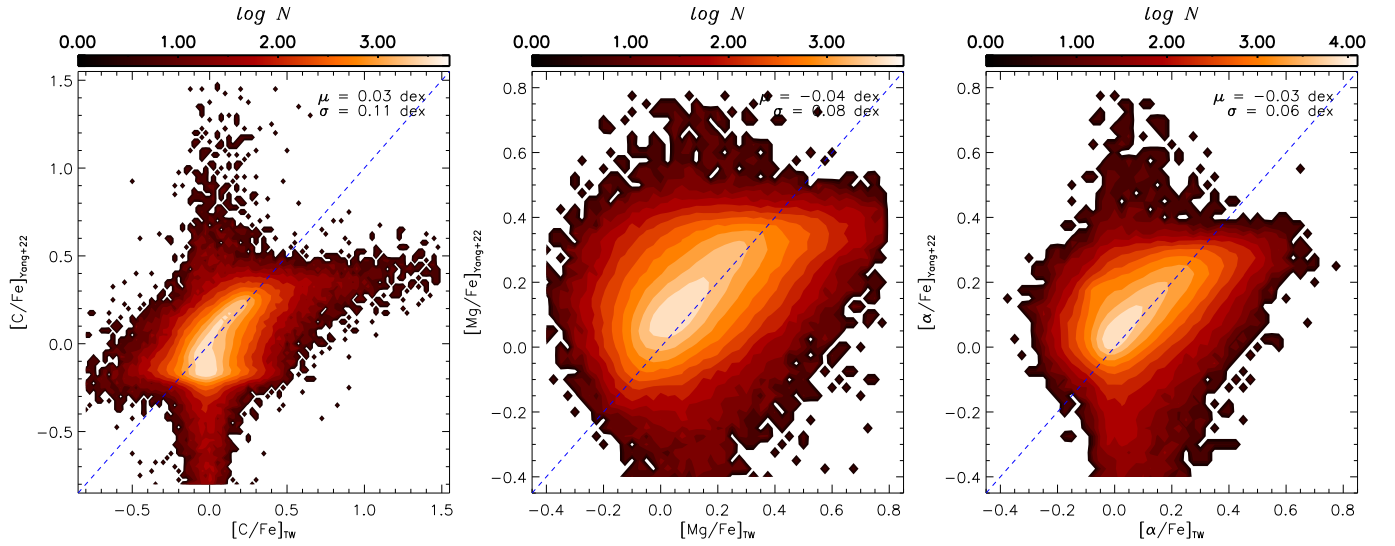 log N
0.00 1.00 2.00 3.00
1.5
1.0
0.5
0.0
−0.5
[C/Fe]Yang+22
μ = 0.03 dex
σ = 0.11 dex
−0.5 0.0 0.5 1.0 1.5
[C/Fe]TW
log N
0.00 1.00 2.00 3.00
0.8
0.6
0.4
0.2
0.0
−0.2
−0.4
[Mg/Fe]Yang+22
μ = −0.04 dex
σ = 0.08 dex
−0.4 −0.2 0.0 0.2 0.4 0.6 0.8
[Mg/Fe]TW
log N
0.00 1.00 2.00 3.00 4.00
0.8
0.6
0.4
0.2
0.0
−0.2
−0.4
[α/Fe]Yang+22
μ = −0.03 dex
σ = 0.06 dex
−0.4 −0.2 0.0 0.2 0.4 0.6 0.8
[α/Fe]TW